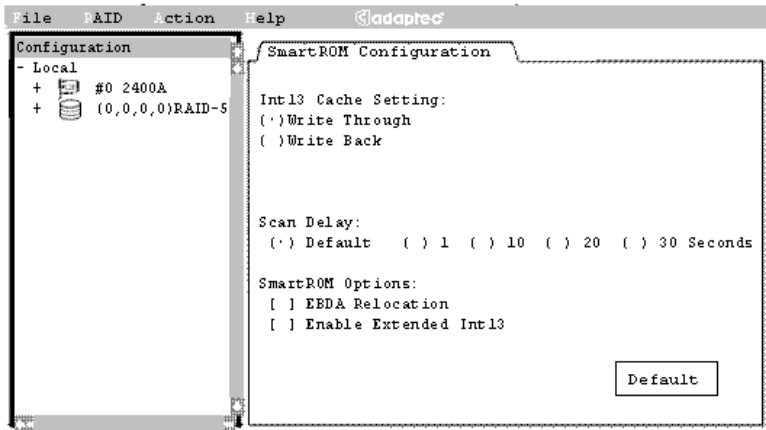 File RAID Action Help adaptec
Configuration
- Local
+ #0 2400A
+ (0,0,0,0)RAID-5
SmartROM Configuration
Int13 Cache Setting:
(·)Write Through
( )Write Back
Scan Delay:
(·) Default ( ) 1 ( ) 10 ( ) 20 ( ) 30 Seconds
SmartROM Options:
[ ] EBDA Relocation
[ ] Enable Extended Int13
Default